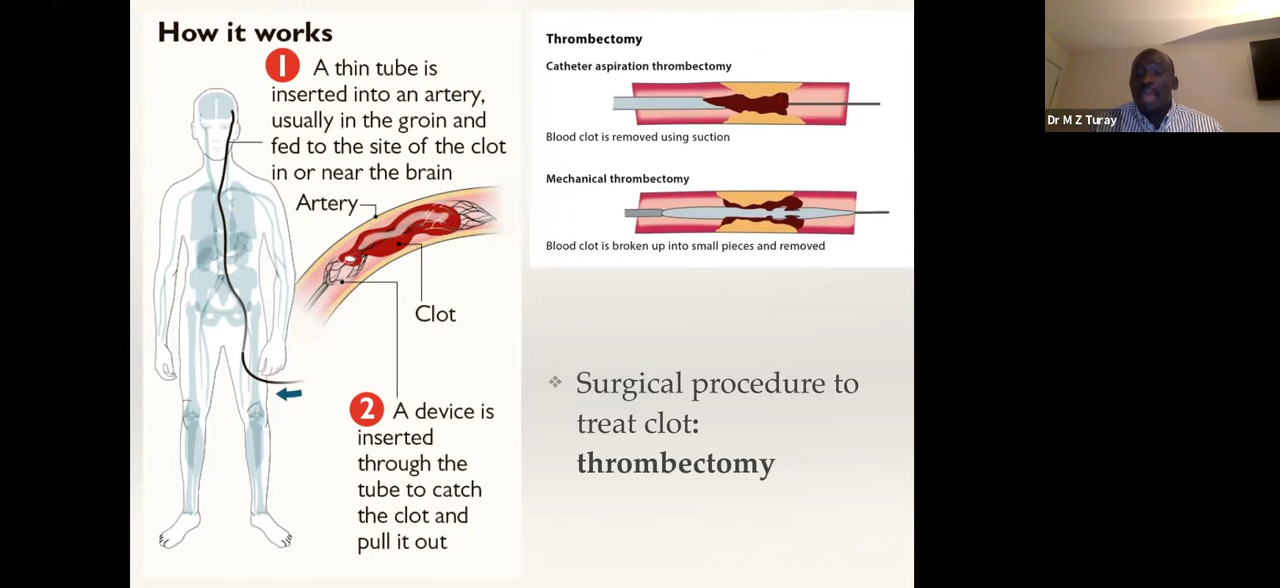 How it works
1 A thin tube is
inserted into an artery,
usually in the groin and
fed to the site of the clot
in or near the brain
Artery
Clot
2 A device is
inserted
through the
tube to catch
the clot and
pull it out
Thrombectomy
Catheter aspiration thrombectomy
Blood clot is removed using suction
Mechanical thrombectomy
Blood clot is broken up into small pieces and removed
❖ Surgical procedure to
treat clot:
thrombectomy
Dr M Z Turay